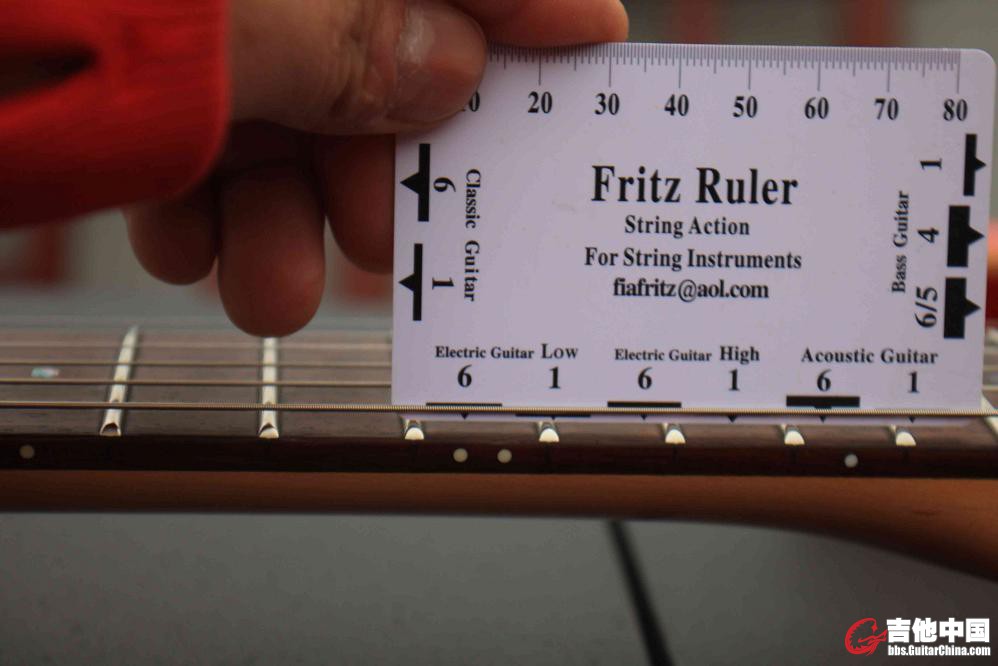 20 30 40 50 60 70 80
Fritz Ruler
String Action
For String Instruments
fiafritz@aol.com
Classic Guitar
6 1
Bass Guitar
1 4 6/5
Electric Guitar Low
6 1
Electric Guitar High
6 1
Acoustic Guitar
6 1
吉他中国
bbs.GuitarChina.com